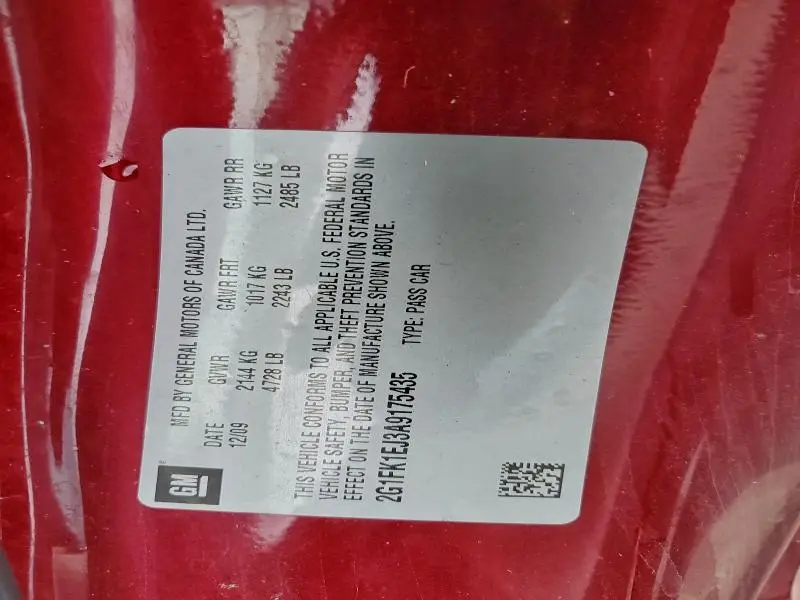 GM
MFD BY GENERAL MOTORS OF CANADA LTD.
DATE GVWR GAWR FRT GAWR RR
12/09 2144 KG 1017 KG 1127 KG
4728 LB 2243 LB 2485 LB
THIS VEHICLE CONFORMS TO ALL APPLICABLE U.S. FEDERAL MOTOR
VEHICLE SAFETY, BUMPER, AND THEFT PREVENTION STANDARDS IN
EFFECT ON THE DATE OF MANUFACTURE SHOWN ABOVE.
2G1FK1EJ3A9175435 TYPE: PASS CAR